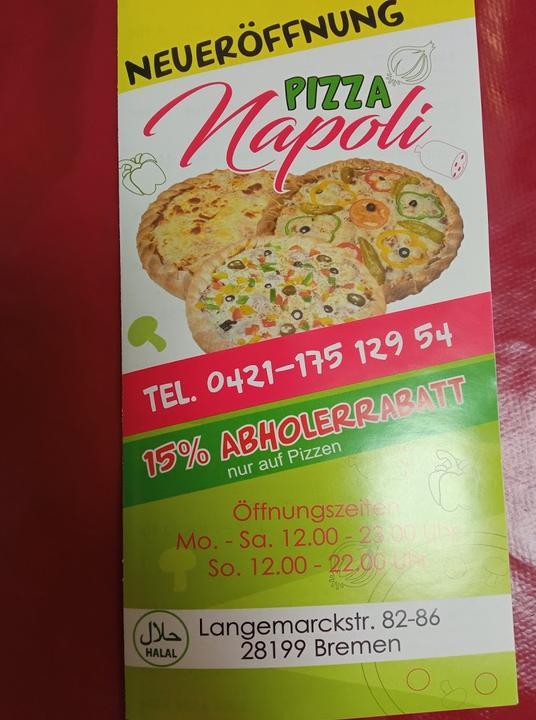 NEUERÖFFNUNG
PIZZA
Napoli
TEL. 0421-175 129 54
15% ABHOLERRABATT
nur auf Pizzen
Öffnungszeiten
Mo. - Sa. 12.00 - 23.00 Uhr
So. 12.00 - 22.00 Uhr
حلال
HALAL
Langemarckstr. 82-86
28199 Bremen